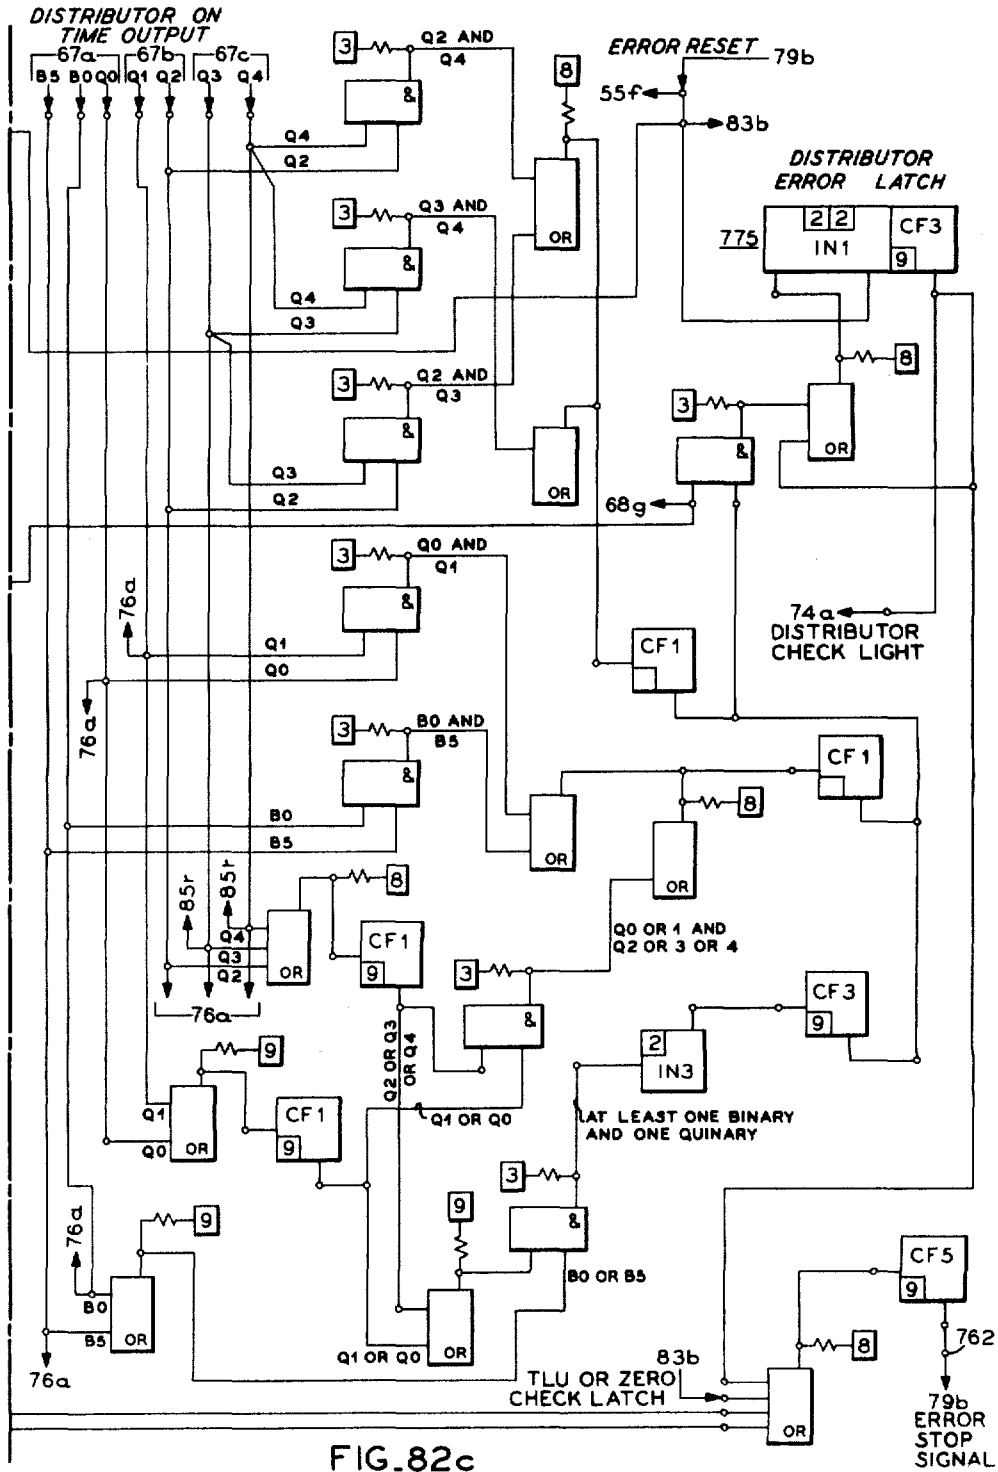 DISTRIBUTOR ON
TIME OUTPUT
67a 67b 67c
B5 B0 Q0 Q1 Q2 Q3 Q4
3
Q2 AND
Q4
&
Q4
Q2
8
OR
ERROR RESET
79b
55f
83b
DISTRIBUTOR
ERROR LATCH
775
2 2
IN1
CF3
9
3
Q3 AND
Q4
&
Q4
Q3
8
3
Q2 AND
Q3
&
Q3
Q2
OR
3
&
OR
68g
3
Q0 AND
Q1
&
76a
Q1
Q0
76a
74a
DISTRIBUTOR
CHECK LIGHT
CF1
3
B0 AND
B5
&
B0
B5
OR
8
OR
CF1
85r
85r
Q4
Q3
Q2
OR
8
CF1
9
76a
Q0 OR 1 AND
Q2 OR 3 OR 4
3
&
Q2 OR Q3
OR Q4
2
IN3
CF3
9
9
Q1
Q0
OR
CF1
9
Q1 OR Q0
AT LEAST ONE BINARY
AND ONE QUINARY
3
&
B0 OR B5
76a
9
B0
B5
OR
76a
9
Q1 OR Q0
OR
CF5
9
762
8
83b
TLU OR ZERO
CHECK LATCH
OR
79b
ERROR
STOP
SIGNAL
FIG_82c